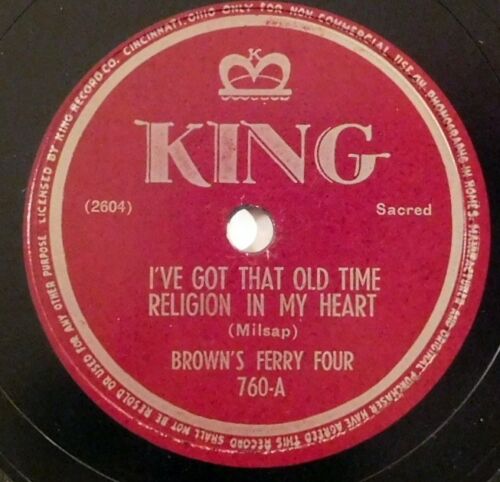 LICENSED BY KING RECORD CO. CINCINNATI, OHIO ONLY FOR NON-COMMERCIAL USE ON PHONOGRAPHS IN HOMES. MANUFACTURER AND ORIGINAL PURCHASER HAVE AGREED THIS RECORD SHALL NOT BE RESOLD OR USED FOR ANY OTHER PURPOSE.
K
KING
(2604)
Sacred
I'VE GOT THAT OLD TIME
RELIGION IN MY HEART
(Milsap)
BROWN'S FERRY FOUR
760-A